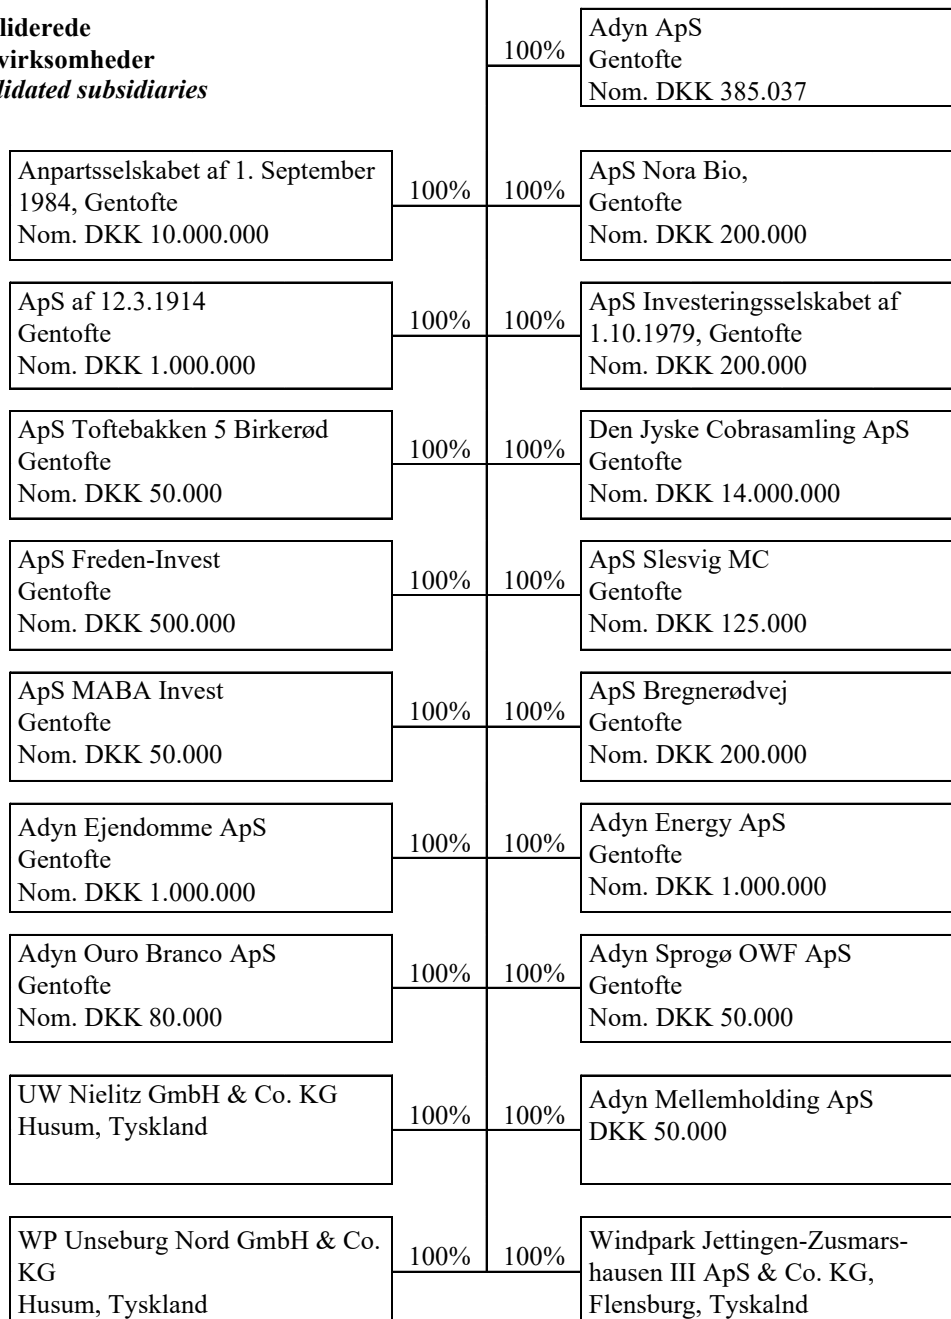 liderede
virksomheder
lidated subsidiaries
100%
Adyn ApS
Gentofte
Nom. DKK 385.037
Anpartsselskabet af 1. September
1984, Gentofte
Nom. DKK 10.000.000
100%
100%
ApS Nora Bio,
Gentofte
Nom. DKK 200.000
ApS af 12.3.1914
Gentofte
Nom. DKK 1.000.000
100%
100%
ApS Investeringsselskabet af
1.10.1979, Gentofte
Nom. DKK 200.000
ApS Toftebakken 5 Birkerød
Gentofte
Nom. DKK 50.000
100%
100%
Den Jyske Cobrasamling ApS
Gentofte
Nom. DKK 14.000.000
ApS Freden-Invest
Gentofte
Nom. DKK 500.000
100%
100%
ApS Slesvig MC
Gentofte
Nom. DKK 125.000
ApS MABA Invest
Gentofte
Nom. DKK 50.000
100%
100%
ApS Bregnerødvej
Gentofte
Nom. DKK 200.000
Adyn Ejendomme ApS
Gentofte
Nom. DKK 1.000.000
100%
100%
Adyn Energy ApS
Gentofte
Nom. DKK 1.000.000
Adyn Ouro Branco ApS
Gentofte
Nom. DKK 80.000
100%
100%
Adyn Sprogø OWF ApS
Gentofte
Nom. DKK 50.000
UW Nielitz GmbH & Co. KG
Husum, Tyskland
100%
100%
Adyn Mellemholding ApS
DKK 50.000
WP Unseburg Nord GmbH & Co.
KG
Husum, Tyskland
100%
100%
Windpark Jettingen-Zusmars-
hausen III ApS & Co. KG,
Flensburg, Tyskalnd